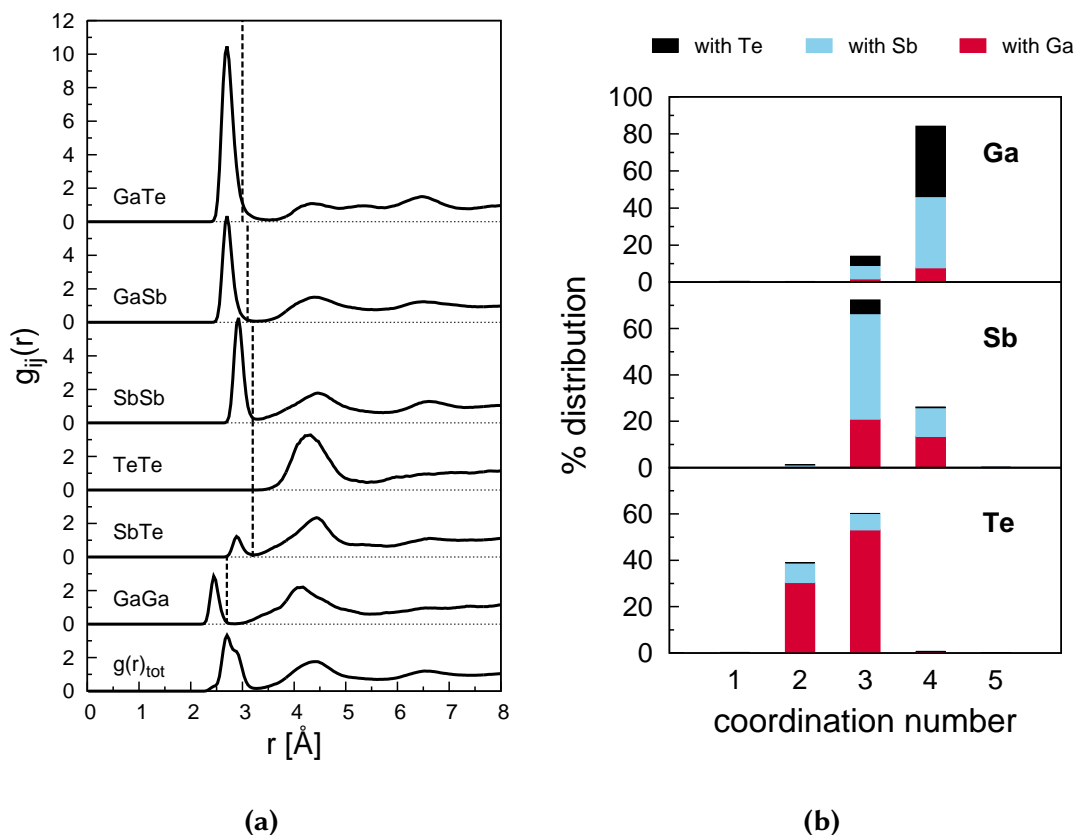 12
10
8
6
4
2
0
GaTe
4
2
0
GaSb
4
2
0
SbSb
2
0
TeTe
2
0
SbTe
2
0
GaGa
2
0
g(r)tot
gij(r)
0 1 2 3 4 5 6 7 8
r [Å]
(a)
with Te with Sb with Ga
100
80
60
40
20
0
Ga
60
40
20
0
Sb
60
40
20
0
Te
% distribution
1 2 3 4 5
coordination number
(b)